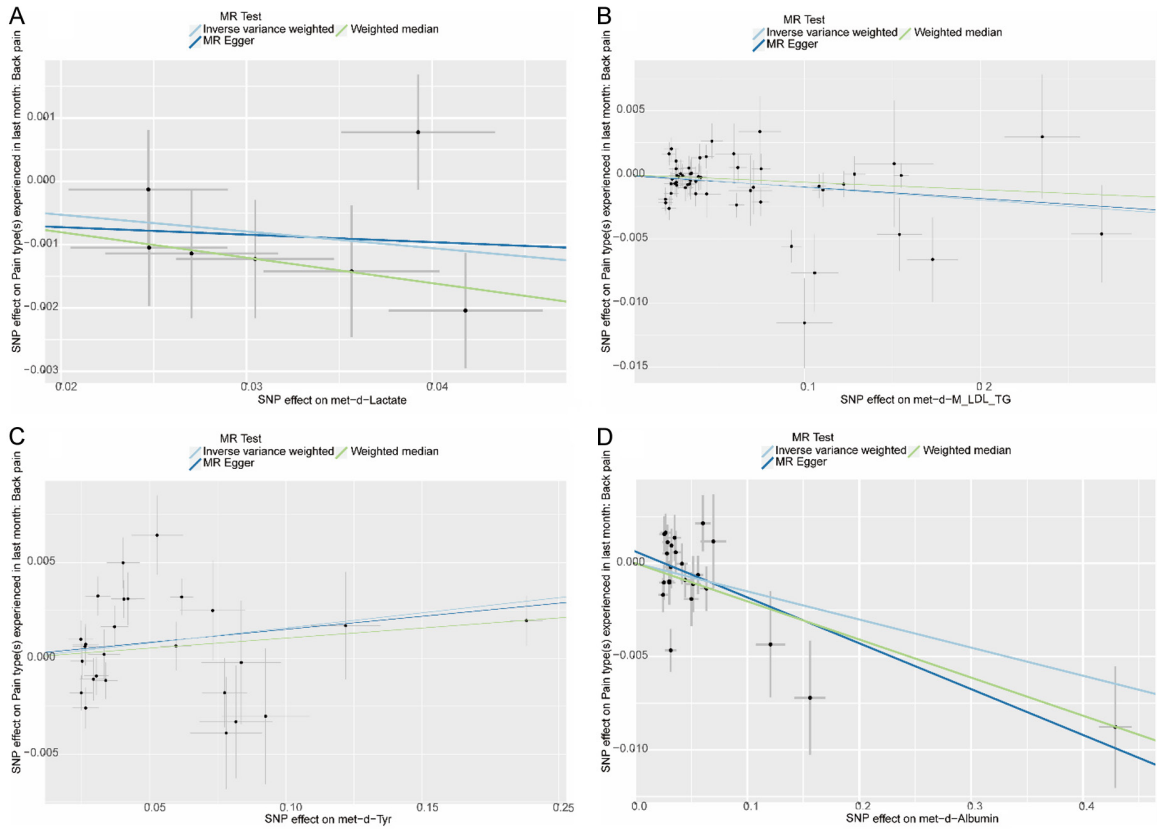 A
MR Test
Inverse variance weighted
Weighted median
MR Egger
SNP effect on Pain type(s) experienced in last month: Back pain
0.001
0.000
−0.001
−0.002
−0.003
0.02
0.03
0.04
SNP effect on met-d-Lactate
B
MR Test
Inverse variance weighted
Weighted median
MR Egger
SNP effect on Pain type(s) experienced in last month: Back pain
0.005
0.000
−0.005
−0.010
−0.015
0.1
0.2
SNP effect on met-d-M_LDL_TG
C
MR Test
Inverse variance weighted
Weighted median
MR Egger
SNP effect on Pain type(s) experienced in last month: Back pain
0.005
0.000
−0.005
0.05
0.10
0.15
0.25
SNP effect on met-d-Tyr
D
MR Test
Inverse variance weighted
Weighted median
MR Egger
SNP effect on Pain type(s) experienced in last month: Back pain
0.000
−0.005
−0.010
0.0
0.1
0.2
0.3
0.4
SNP effect on met-d-Albumin